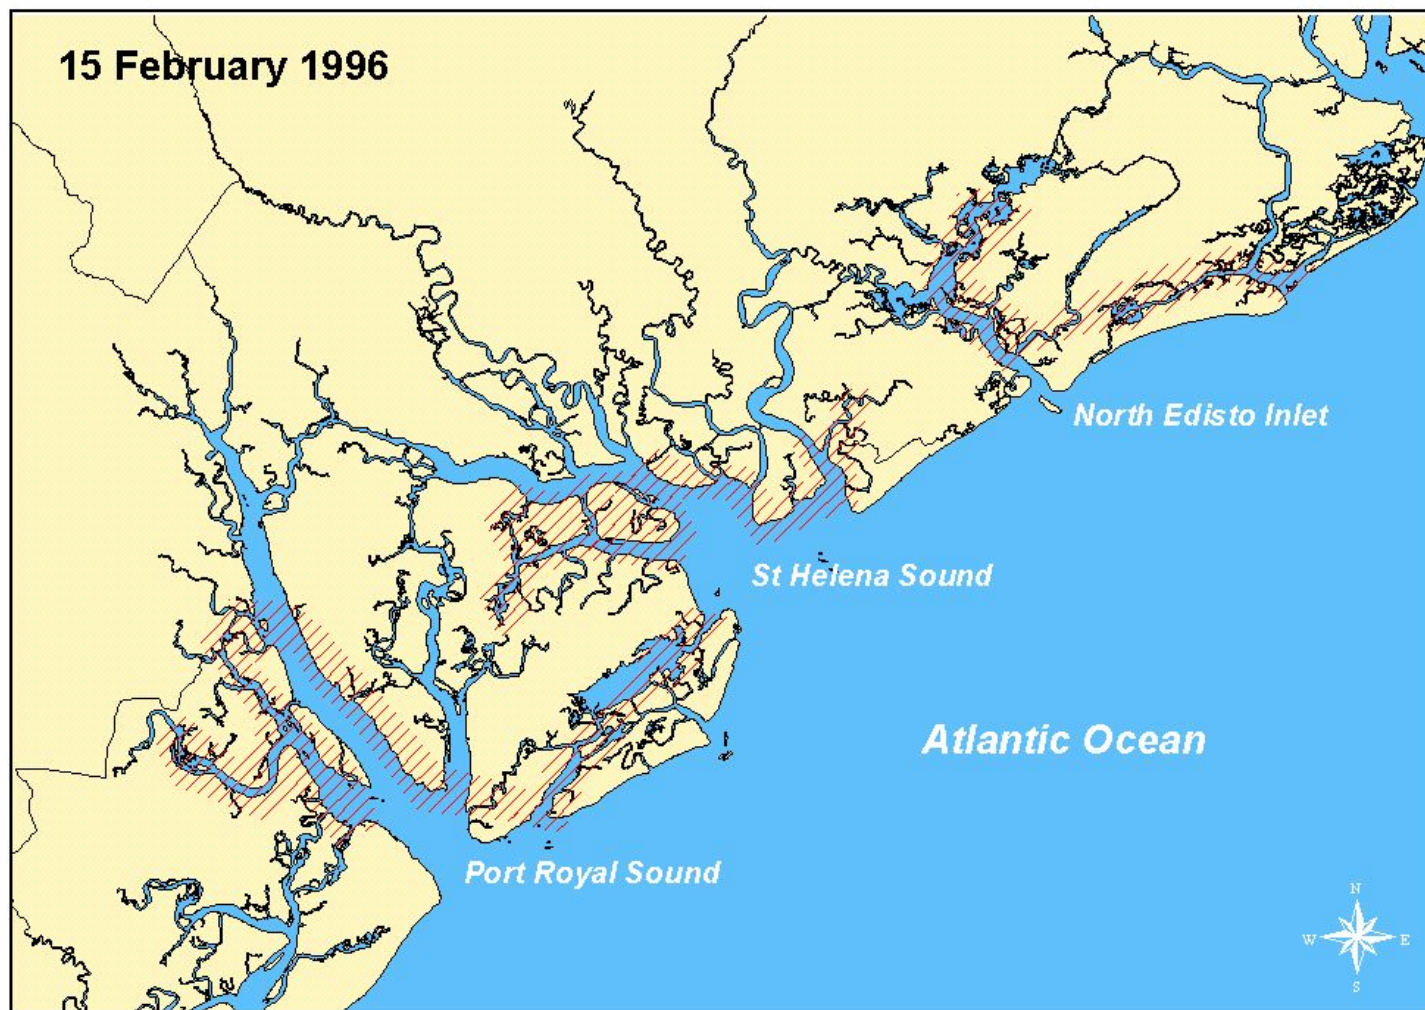 15 February 1996
North Edisto Inlet
St Helena Sound
Atlantic Ocean
Port Royal Sound
N
W E
S